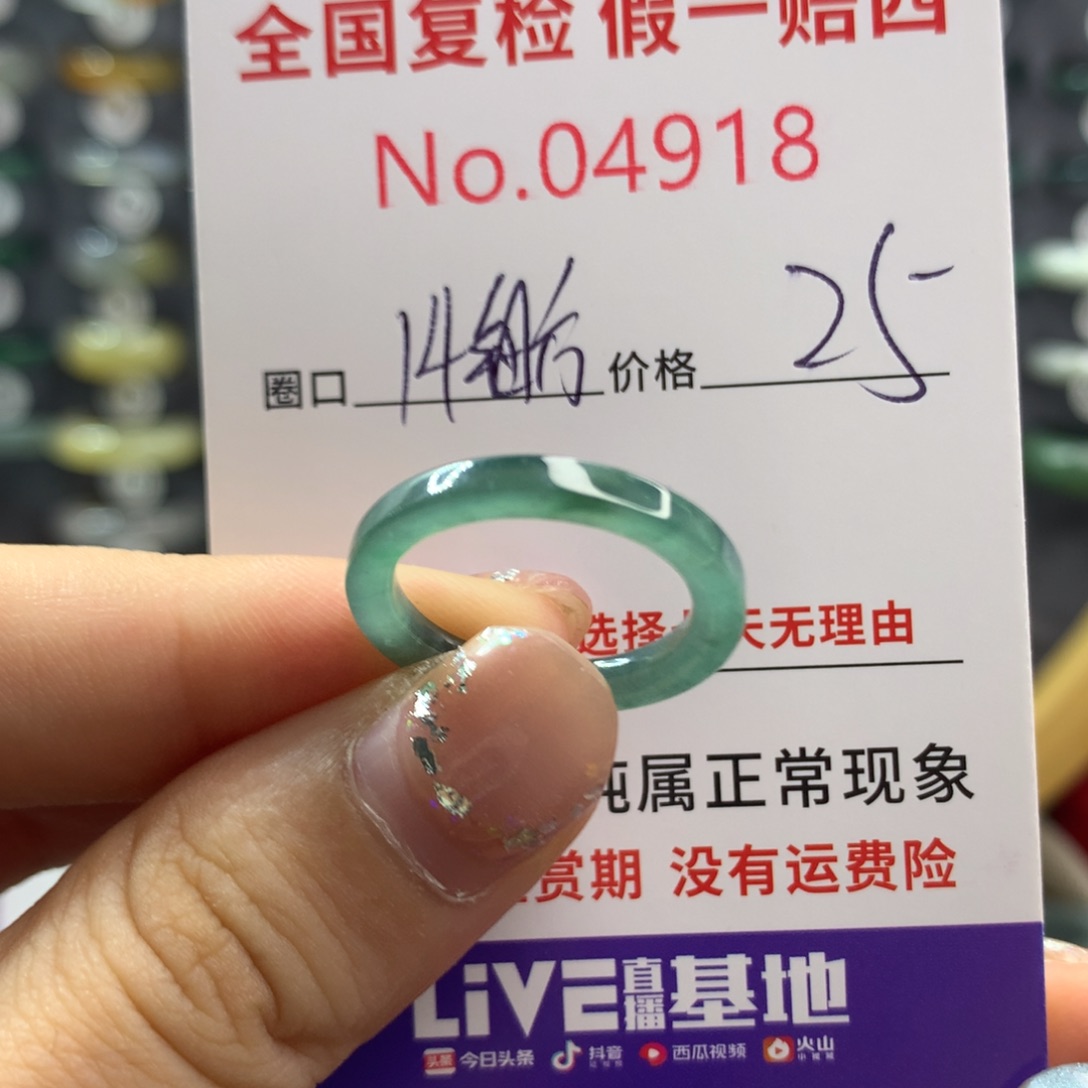 全国复检 假一赔四
No.04918
圈口 14 价格 25
选择 天无理由
属正常现象
赏期 没有运费险
LiVE直播基地
头条 今日头条 抖音 西瓜视频 火山